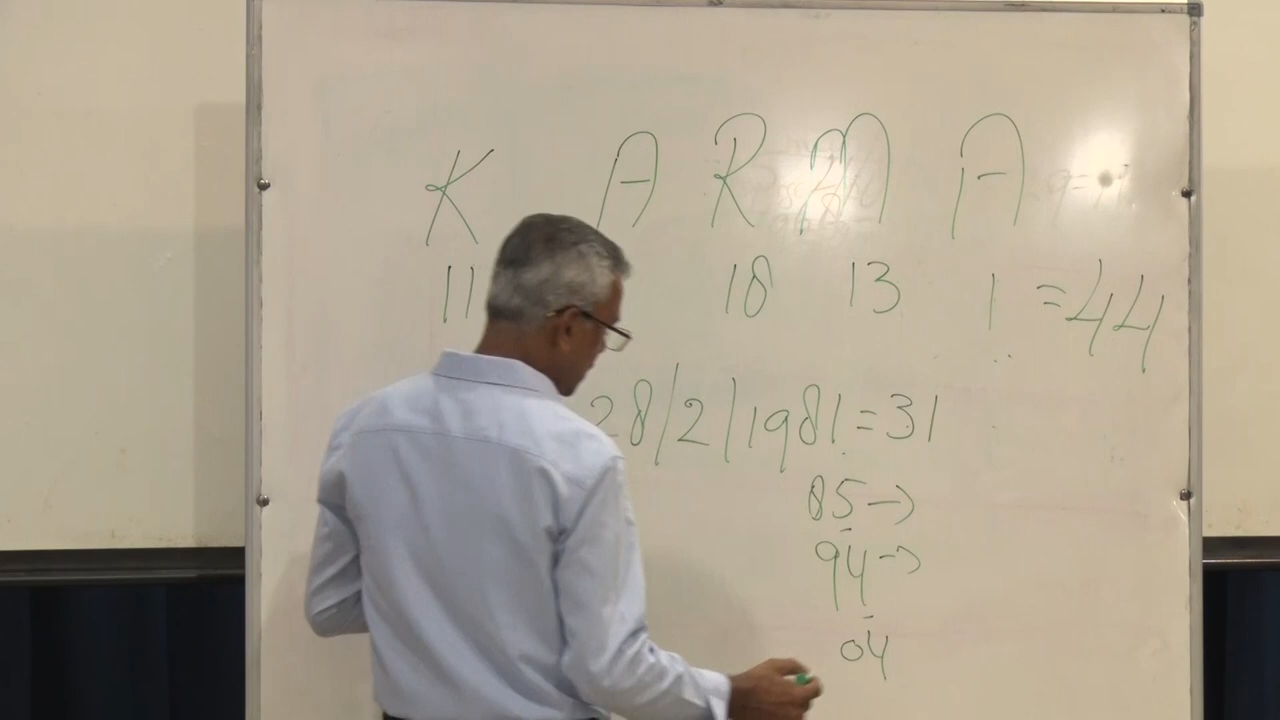 K A R M A
11 18 13 1 =44
28/2/1981=31
85→
94→
04